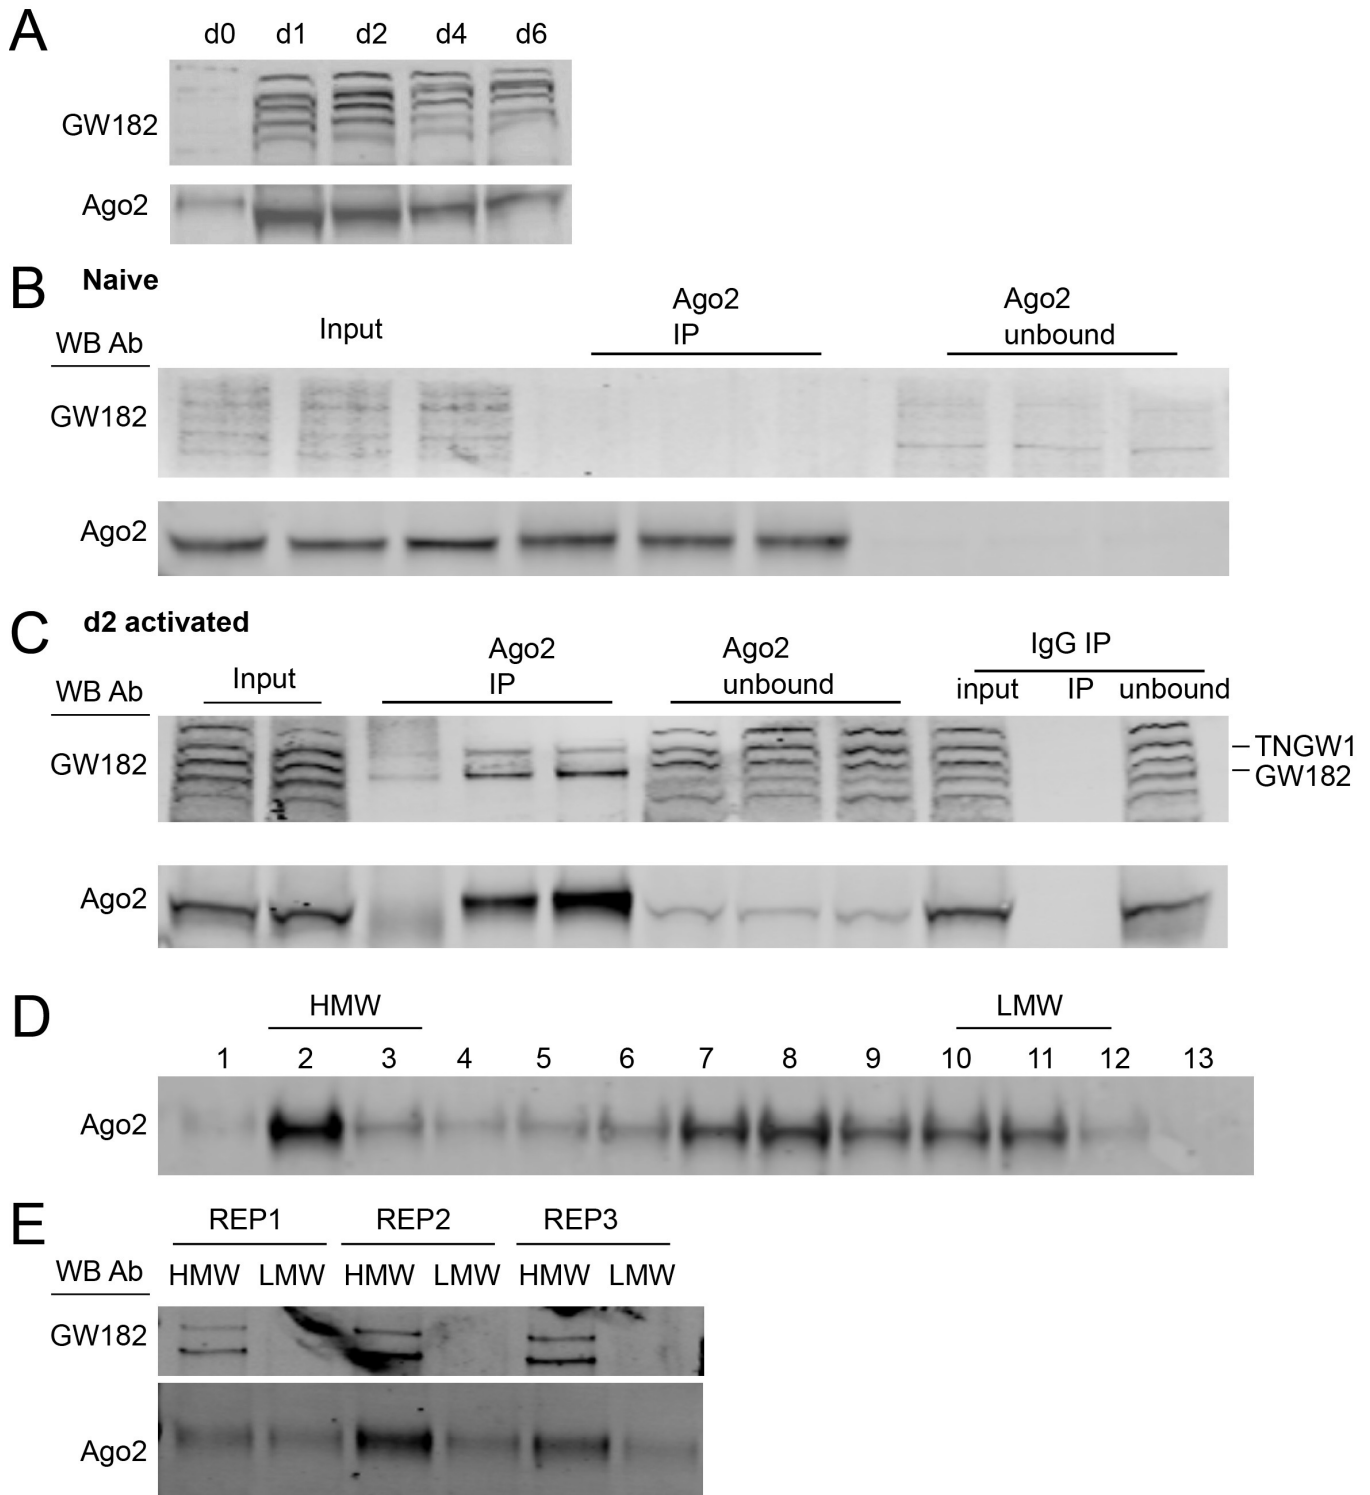 A
d0 d1 d2 d4 d6
GW182
Ago2
B Naive
Ago2
IP
Ago2
unbound
Input
WB Ab
GW182
Ago2
C d2 activated
Input
Ago2
IP
Ago2
unbound
IgG IP
input IP unbound
WB Ab
GW182
TNGW1
GW182
Ago2
D
HMW LMW
1 2 3 4 5 6 7 8 9 10 11 12 13
Ago2
E
REP1 REP2 REP3
WB Ab
HMW LMW HMW LMW HMW LMW
GW182
Ago2